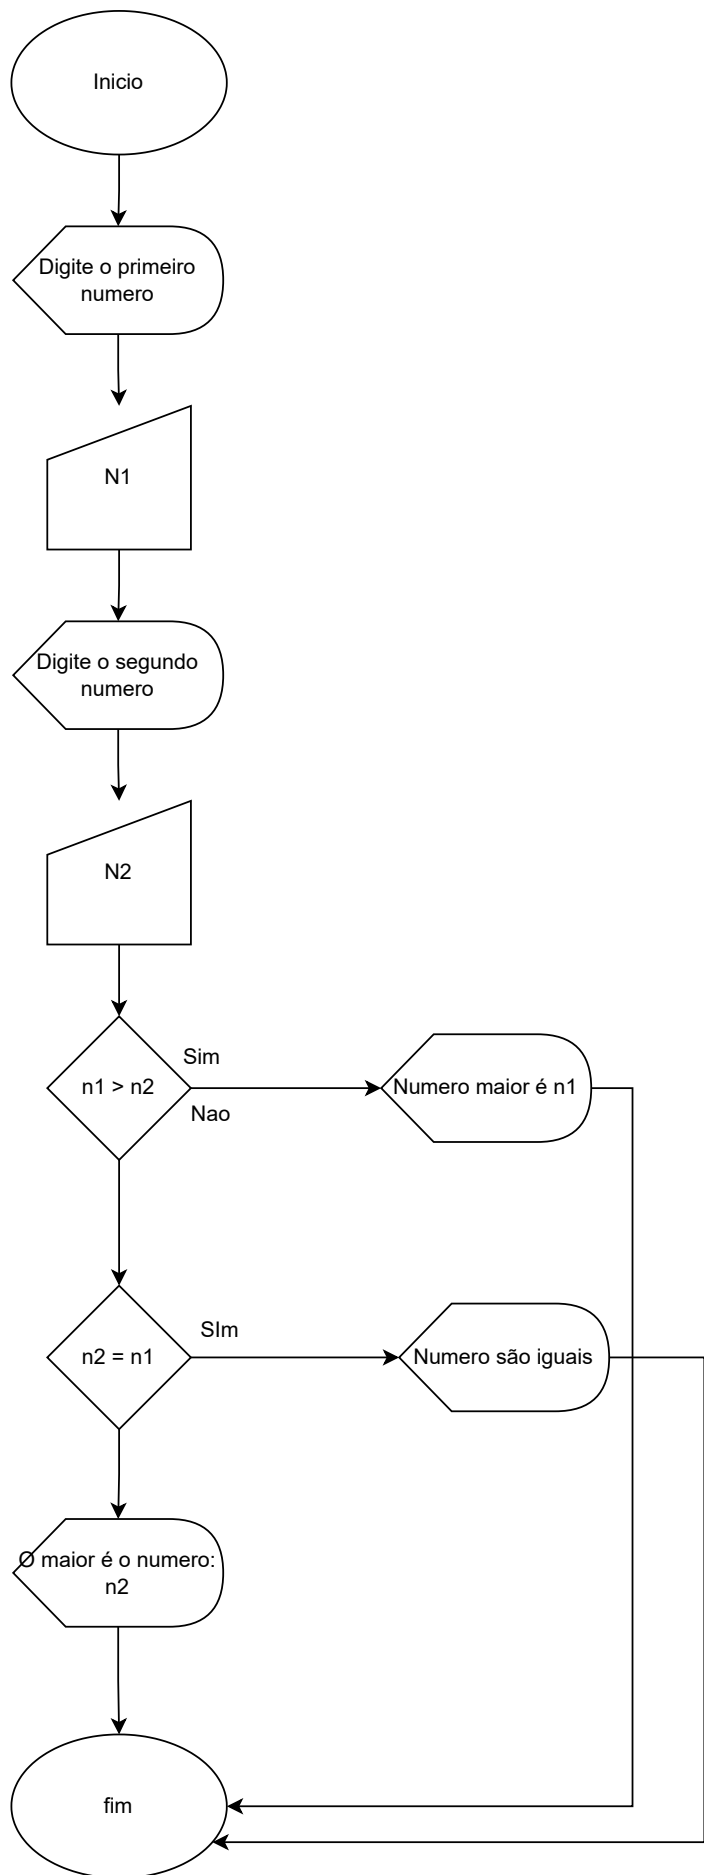 Inicio
Digite o primeiro
numero
N1
Digite o segundo
numero
N2
Sim
n1 > n2
Numero maior é n1
Nao
SIm
n2 = n1
Numero são iguais
O maior é o numero:
n2
fim